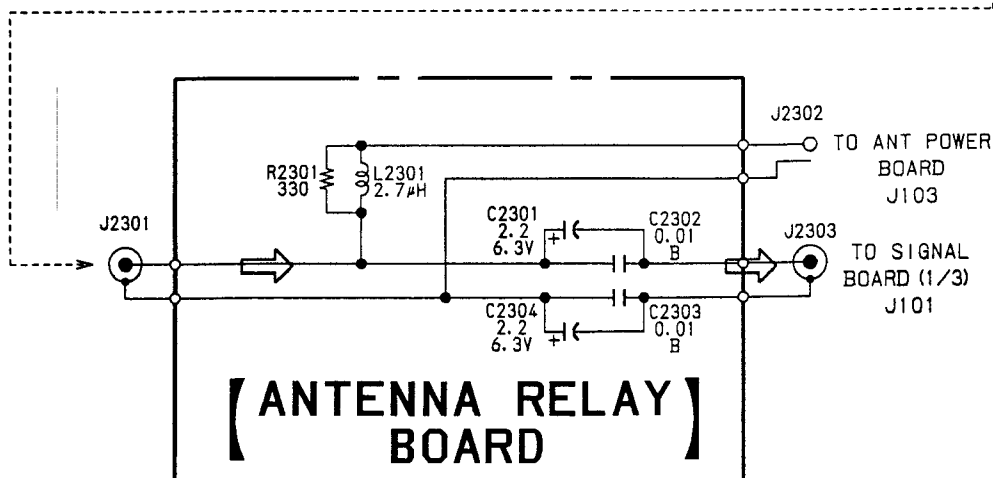 J2302
TO ANT POWER
BOARD
J103
R2301
330
L2301
2.7μH
J2301
C2301
2.2
6.3V
+
C2302
0.01
B
J2303
TO SIGNAL
BOARD (1/3)
J101
C2304
2.2
6.3V
+
C2303
0.01
B
【ANTENNA RELAY
BOARD】